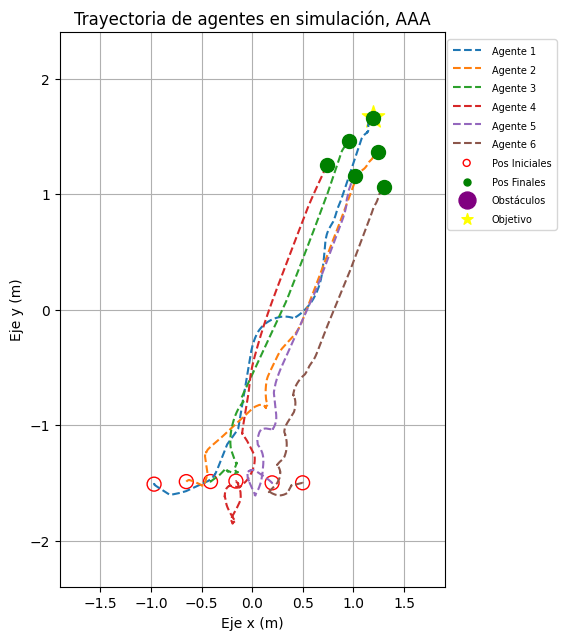 Trayectoria de agentes en simulación, AAA
Agente 1
Agente 2
Agente 3
Agente 4
Agente 5
Agente 6
Pos Iniciales
Pos Finales
Obstáculos
Objetivo
Eje y (m)
2
1
0
−1
−2
−1.5
−1.0
−0.5
0.0
0.5
1.0
1.5
Eje x (m)